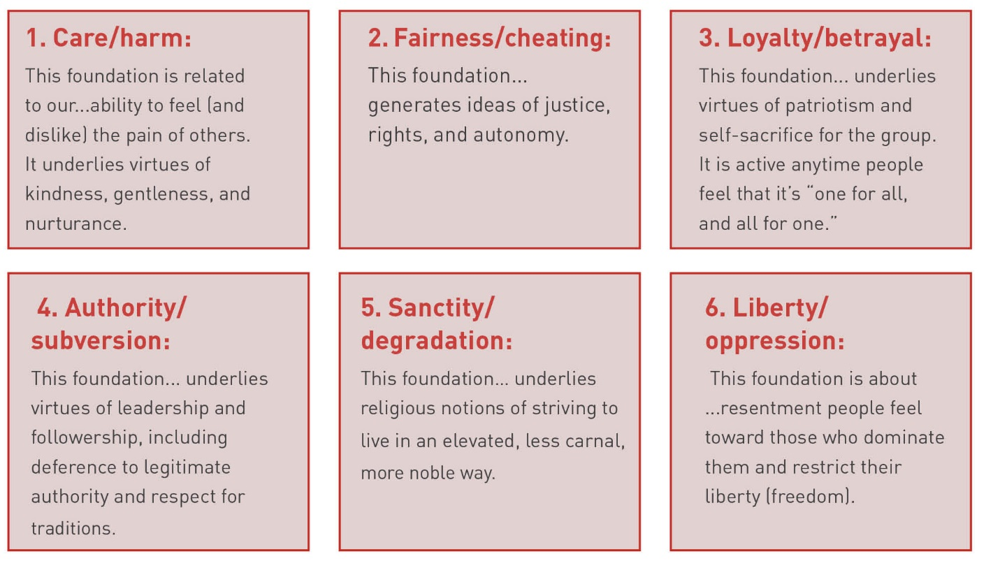 1. Care/harm:
This foundation is related
to our...ability to feel (and
dislike) the pain of others.
It underlies virtues of
kindness, gentleness, and
nurturance.
2. Fairness/cheating:
This foundation...
generates ideas of justice,
rights, and autonomy.
3. Loyalty/betrayal:
This foundation... underlies
virtues of patriotism and
self-sacrifice for the group.
It is active anytime people
feel that it’s “one for all,
and all for one.”
4. Authority/
subversion:
This foundation... underlies
virtues of leadership and
followership, including
deference to legitimate
authority and respect for
traditions.
5. Sanctity/
degradation:
This foundation... underlies
religious notions of striving to
live in an elevated, less carnal,
more noble way.
6. Liberty/
oppression:
This foundation is about
...resentment people feel
toward those who dominate
them and restrict their
liberty (freedom).